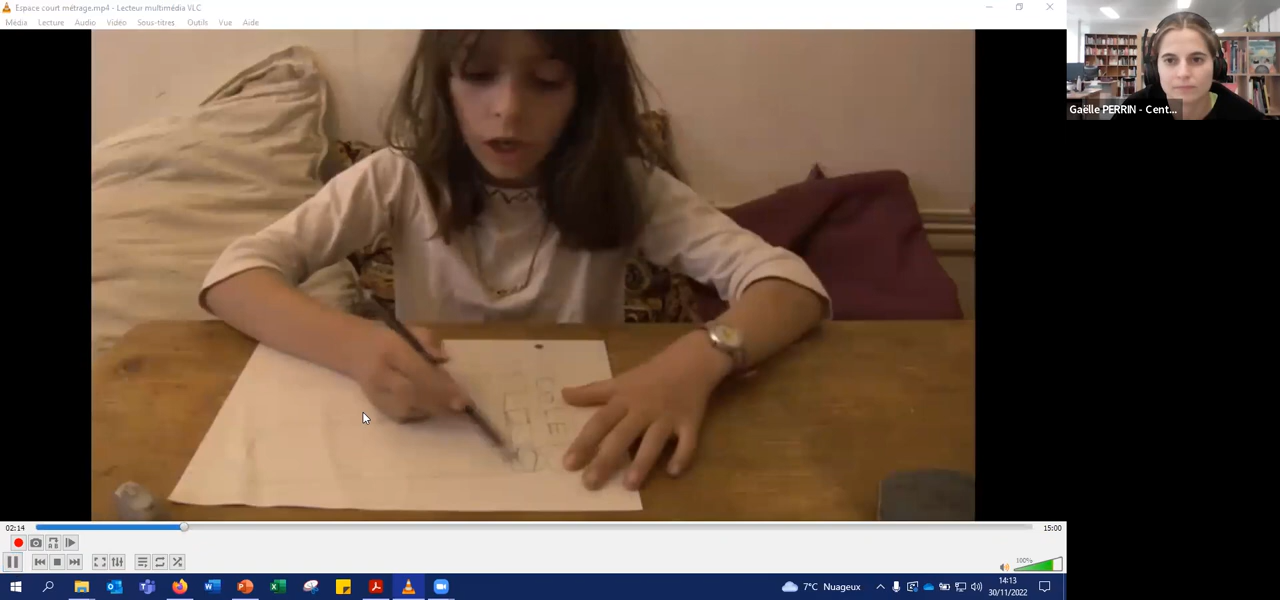 Espace court métrage.mp4 - Lecteur multimédia VLC
Média Lecture Audio Vidéo Sous-titres Outils Vue Aide
Gaëlle PERRIN - Cent...
02:14
15:00
100%
7°C Nuageux
14:13
30/11/2022